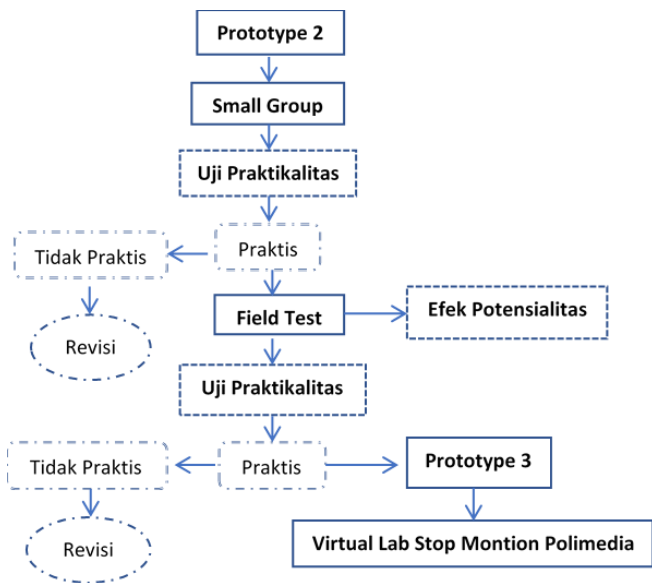 Prototype 2
Small Group
Uji Praktikalitas
Tidak Praktis
Praktis
Revisi
Field Test
Efek Potensialitas
Uji Praktikalitas
Tidak Praktis
Praktis
Prototype 3
Revisi
Virtual Lab Stop Montion Polimedia